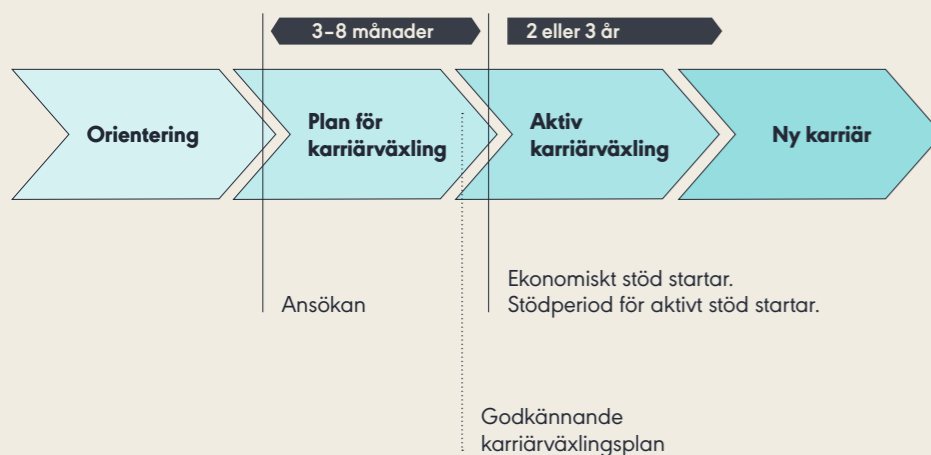 3–8 månader
2 eller 3 år
Orientering
Plan för
karriärväxling
Aktiv
karriärväxling
Ny karriär
Ansökan
Ekonomiskt stöd startar.
Stödperiod för aktivt stöd startar.
Godkännande
karriärväxlingsplan